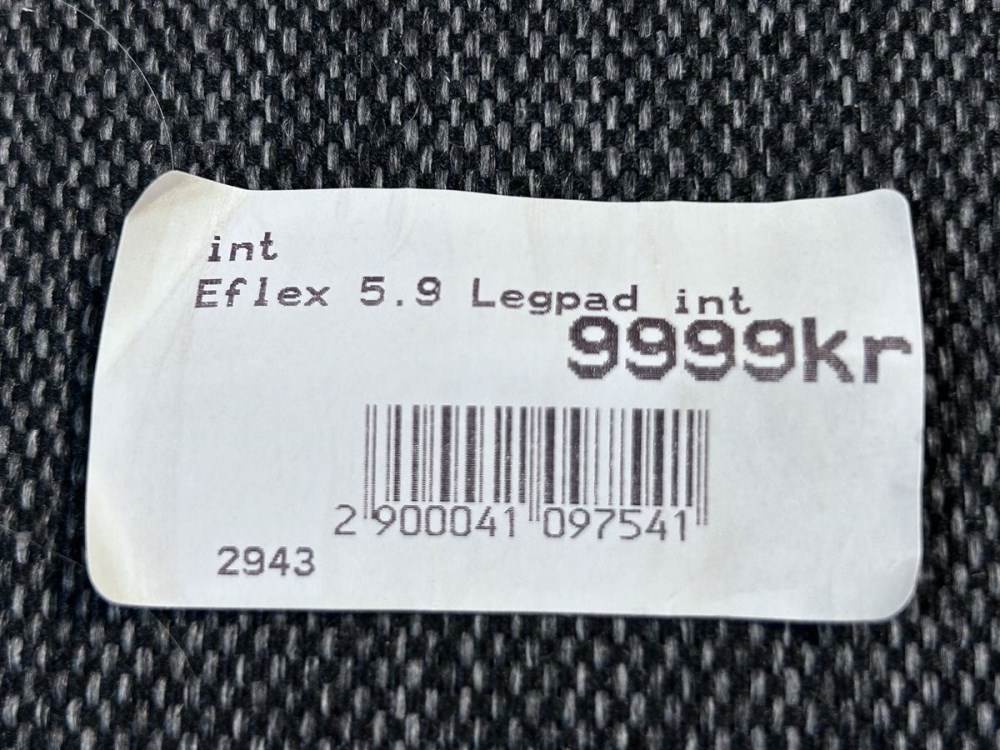 int
Eflex 5.9 Legpad int
9999kr
2 900041 097541
2943